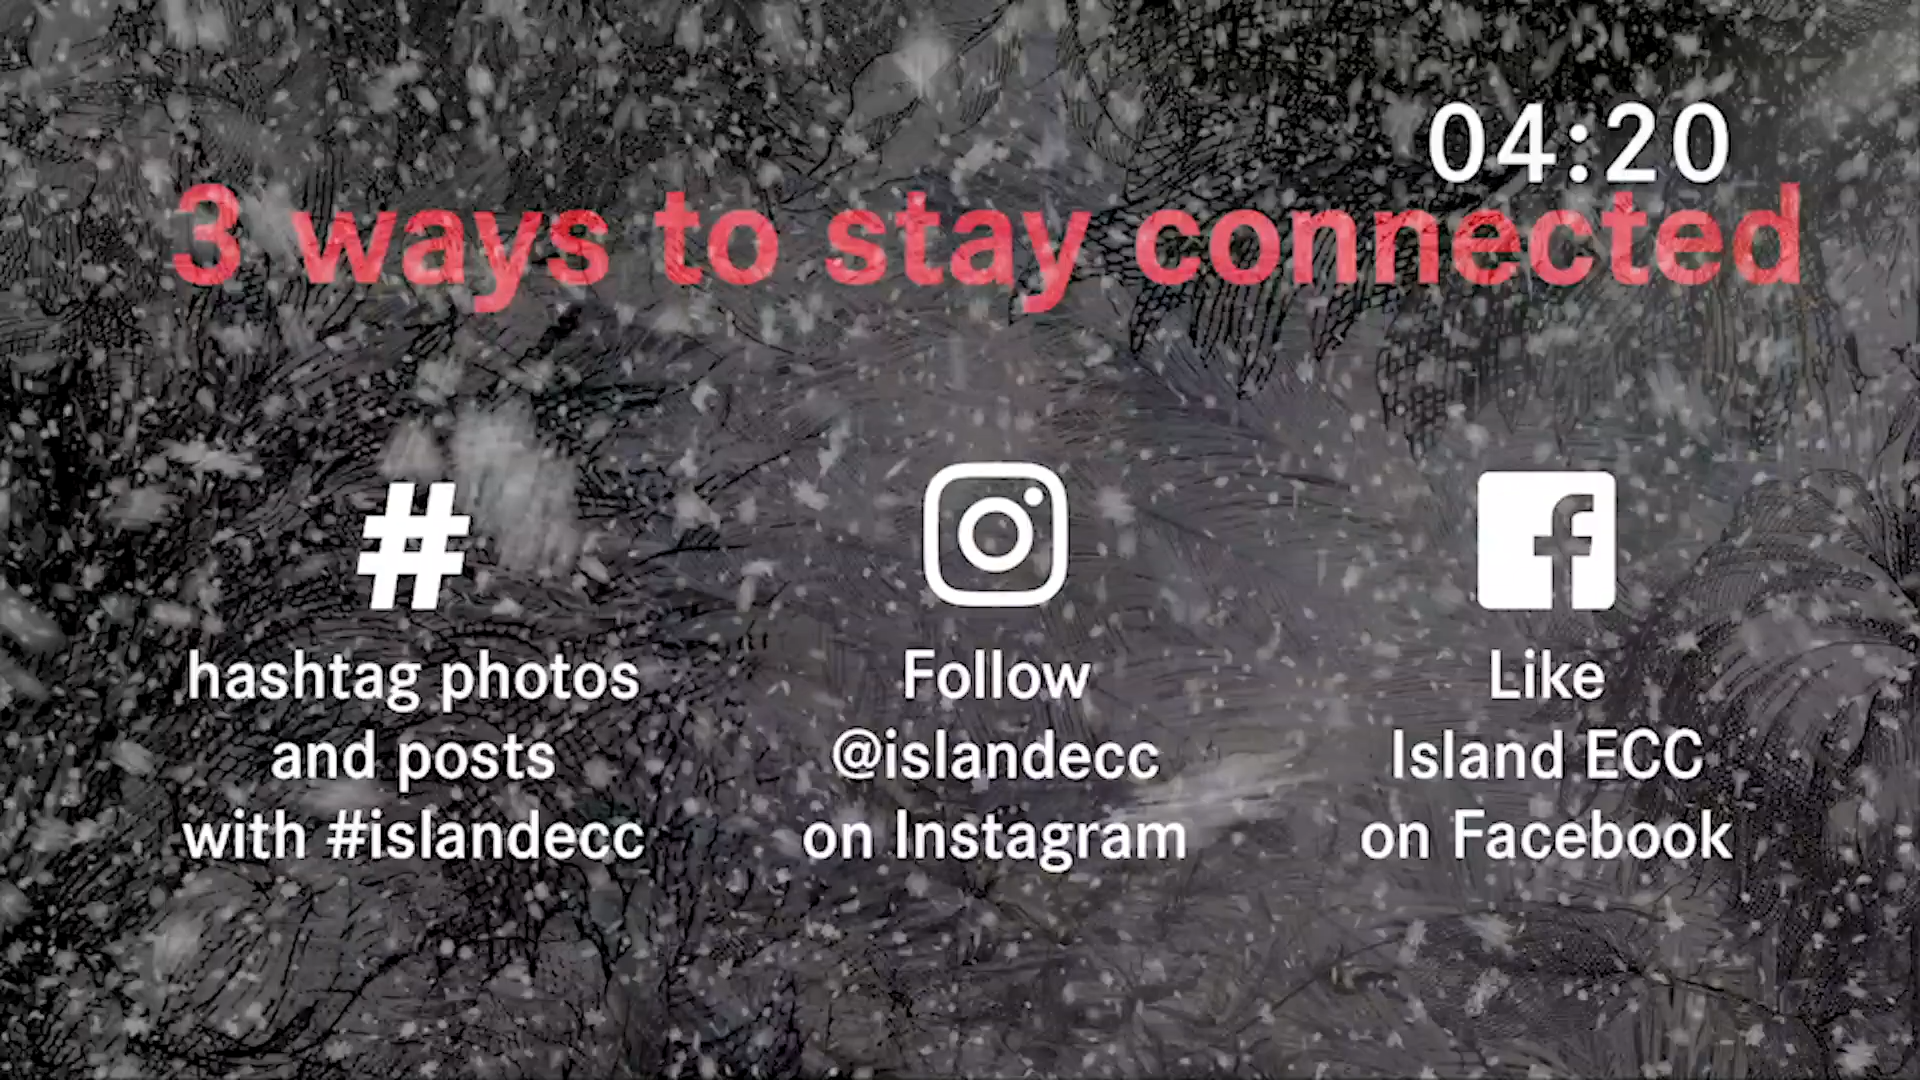 04:20
3 ways to stay connected
#
hashtag photos
and posts
with #islandecc
Follow
@islandecc
on Instagram
Like
Island ECC
on Facebook